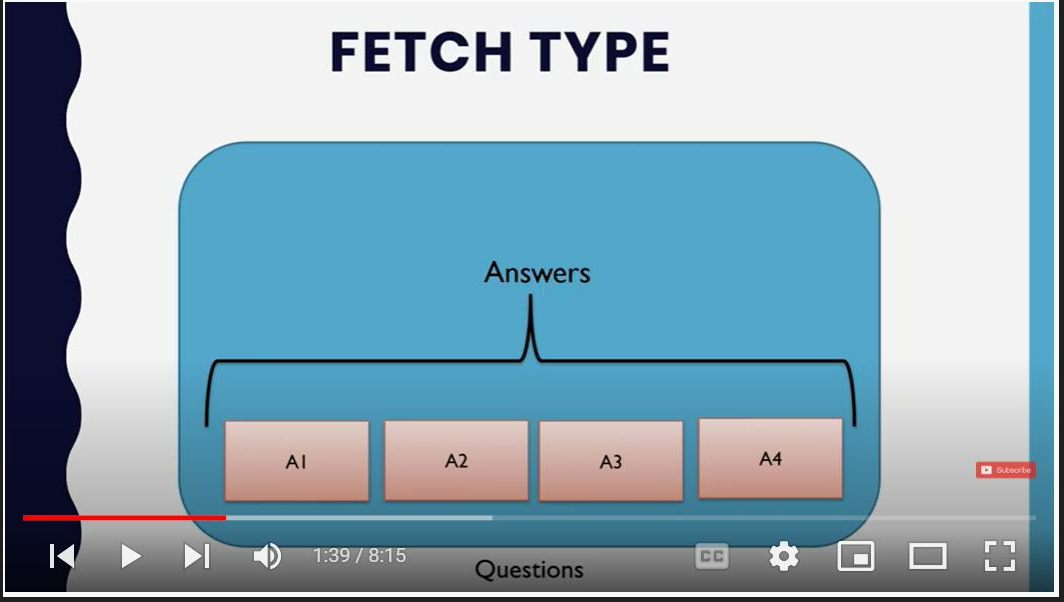 FETCH TYPE
Answers
A1 A2 A3 A4
Subscribe
1:39 / 8:15 CC
Questions